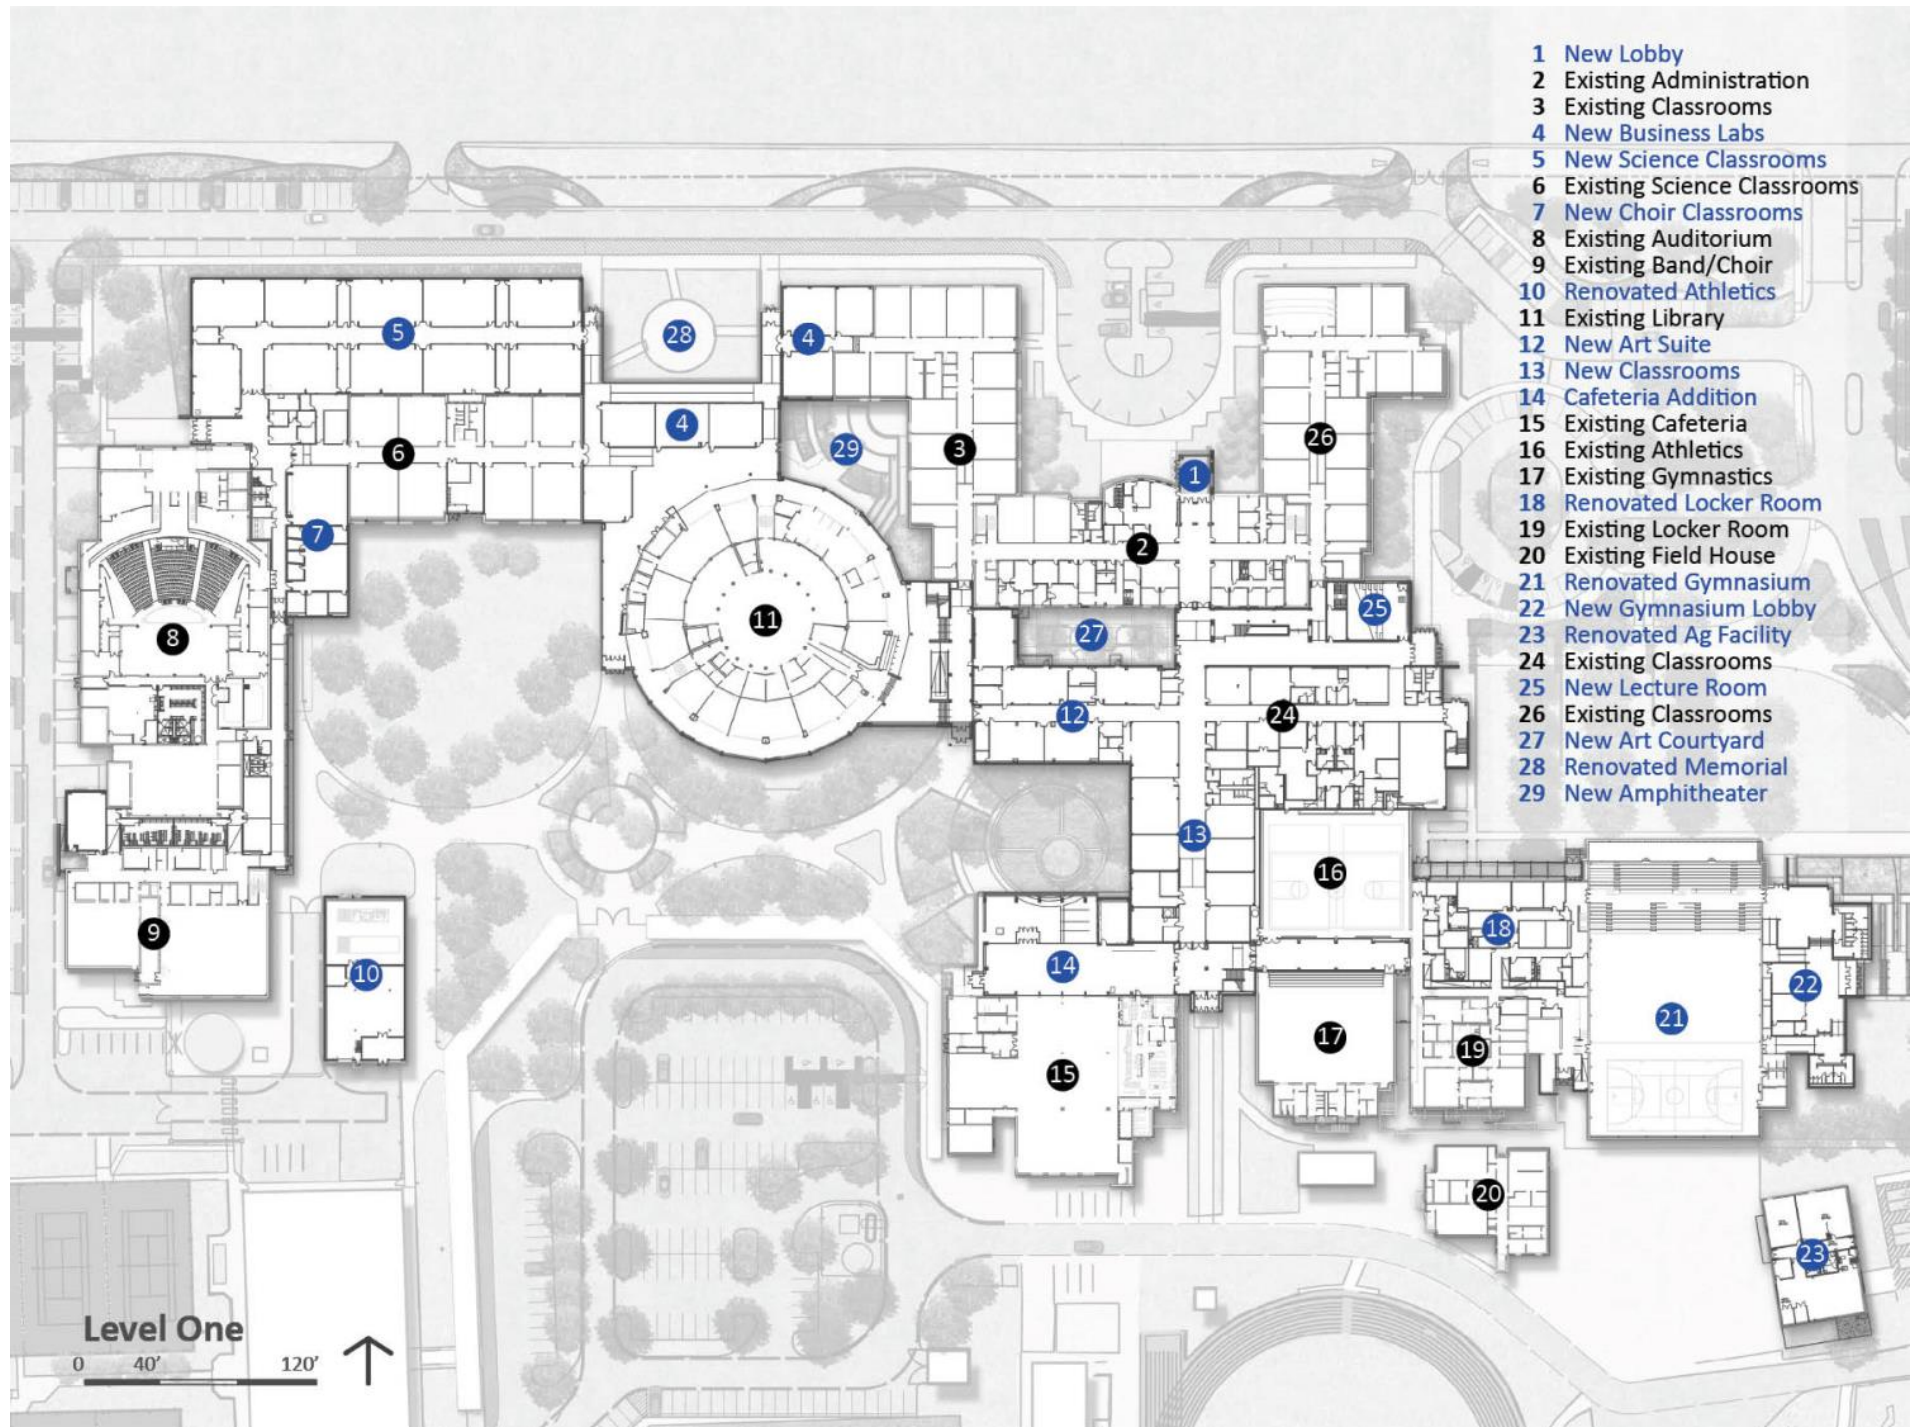 1 New Lobby
2 Existing Administration
3 Existing Classrooms
4 New Business Labs
5 New Science Classrooms
6 Existing Science Classrooms
7 New Choir Classrooms
8 Existing Auditorium
9 Existing Band/Choir
10 Renovated Athletics
11 Existing Library
12 New Art Suite
13 New Classrooms
14 Cafeteria Addition
15 Existing Cafeteria
16 Existing Athletics
17 Existing Gymnastics
18 Renovated Locker Room
19 Existing Locker Room
20 Existing Field House
21 Renovated Gymnasium
22 New Gymnasium Lobby
23 Renovated Ag Facility
24 Existing Classrooms
25 New Lecture Room
26 Existing Classrooms
27 New Art Courtyard
28 Renovated Memorial
29 New Amphitheater
5
28
4
4
6
29
3
26
1
7
2
8
11
27
25
12
24
13
16
9
10
14
18
22
21
17
19
15
20
23
Level One
0 40' 120'